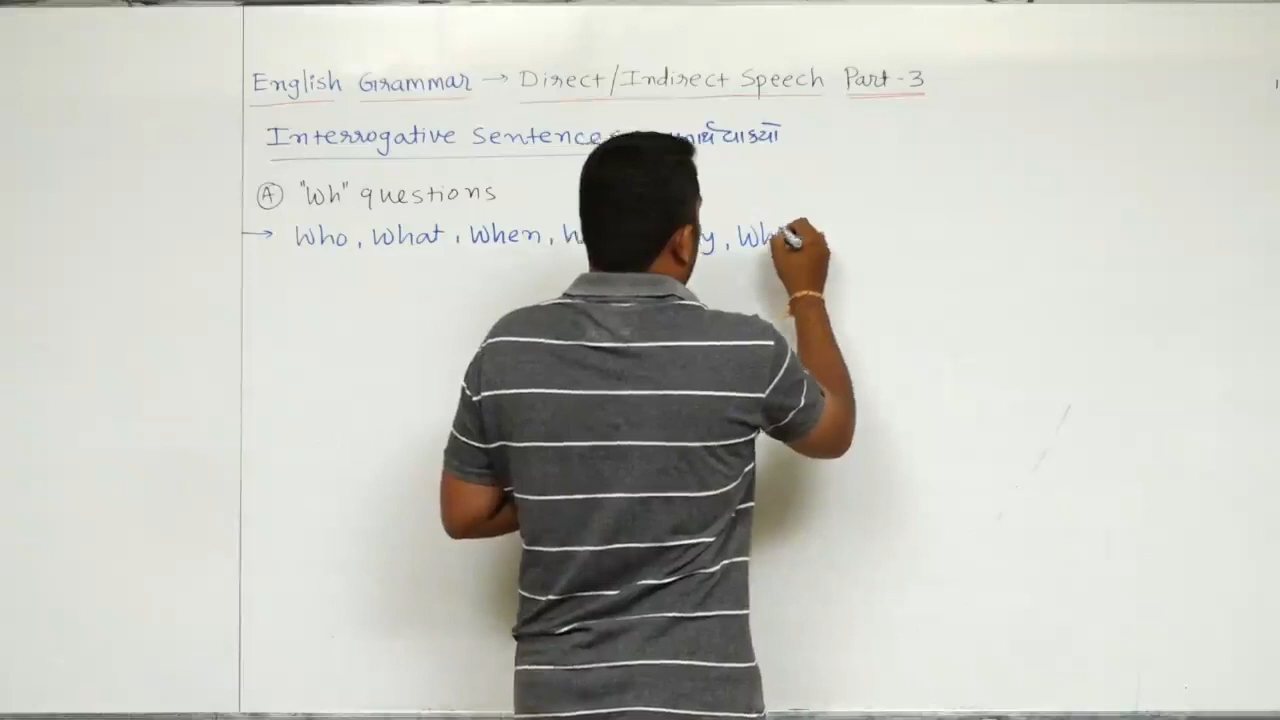 English Grammar → Direct/Indirect Speech Part-3
Interrogative Sentence વાક્યો
Ⓐ "Wh" questions
→ Who, What, When,